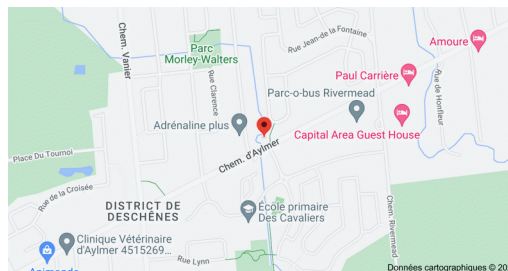 Chem. Vanier
Parc
Morley-Walters
Rue Clarence
Rue Jean-de la Fontaine
Amoure
Paul Carrière
Rue de Honfleur
Parc-o-bus Rivermead
Adrénaline plus
Capital Area Guest House
Place Du Tournoi
Chem. d'Aylmer
Rue de la Croisée
DISTRICT DE
DESCHÊNES
École primaire
Des Cavaliers
Chem. Rivermead
Clinique Vétérinaire
d'Aylmer 4515269...
Rue Lynn
Données cartographiques © 20